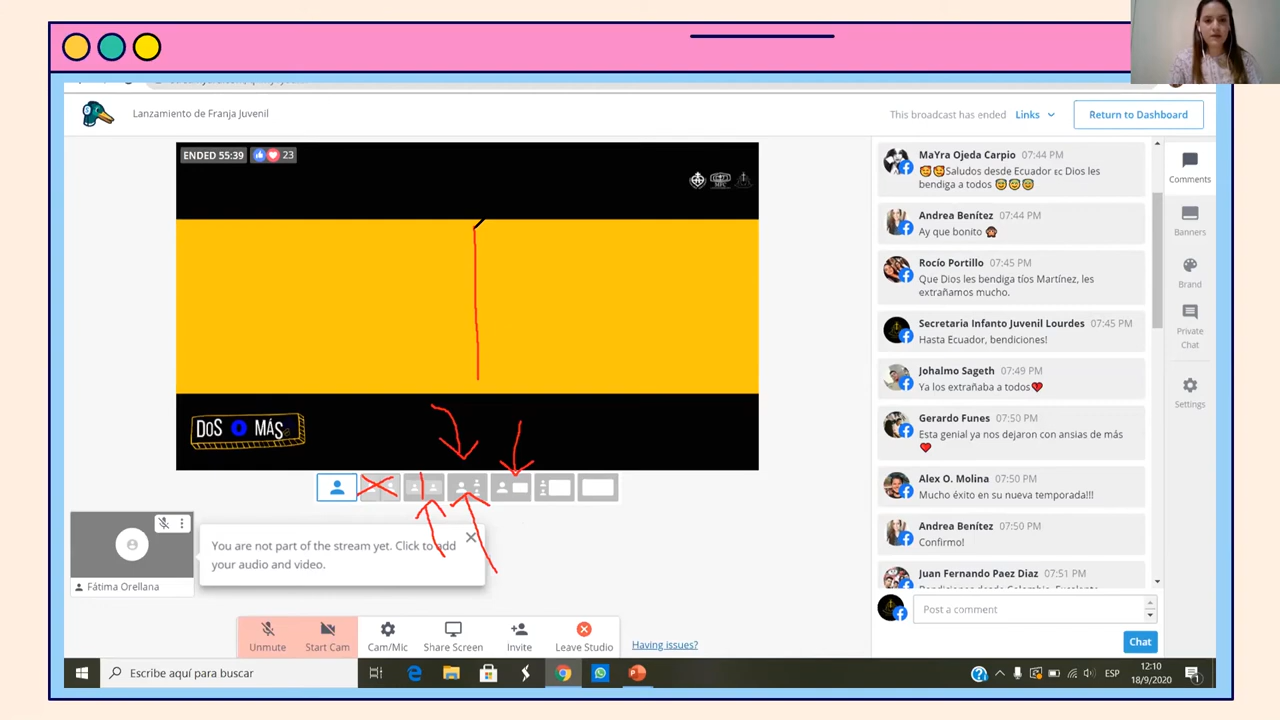 Lanzamiento de Franja Juvenil
This broadcast has ended
Links
Return to Dashboard
ENDED 55:39
23
MFC
DOS O MÁS
You are not part of the stream yet. Click to add
your audio and video.
Fátima Orellana
Unmute
Start Cam
Cam/Mic
Share Screen
Invite
Leave Studio
Having issues?
MaYra Ojeda Carpio 07:44 PM
🥰🥰Saludos desde Ecuador 🇪🇨 Dios les
bendiga a todos 😇😇😇
Andrea Benítez 07:44 PM
Ay que bonito 🙊
Rocío Portillo 07:45 PM
Que Dios les bendiga tíos Martínez, les
extrañamos mucho.
Secretaria Infanto Juvenil Lourdes 07:45 PM
Hasta Ecuador, bendiciones!
Johalmo Sageth 07:49 PM
Ya los extrañaba a todos❤
Gerardo Funes 07:50 PM
Esta genial ya nos dejaron con ansias de más
❤
Alex O. Molina 07:50 PM
Mucho éxito en su nueva temporada!!!
Andrea Benítez 07:50 PM
Confirmo!
Juan Fernando Paez Diaz 07:51 PM
Post a comment
Chat
Comments
Banners
Brand
Private
Chat
Settings
Escribe aquí para buscar
ESP
12:10
18/9/2020
1